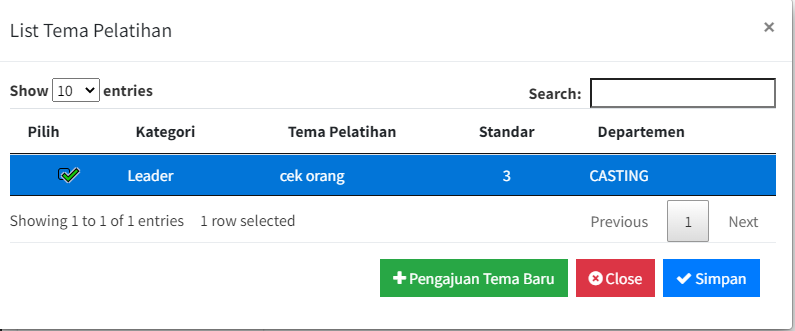 List Tema Pelatihan ×
Show 10 entries Search:
Pilih Kategori Tema Pelatihan Standar Departemen
Leader cek orang 3 CASTING
Showing 1 to 1 of 1 entries 1 row selected Previous 1 Next
Pengajuan Tema Baru Close Simpan